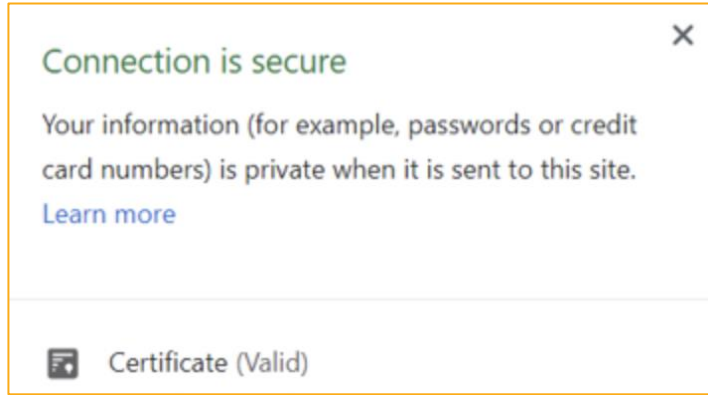 Connection is secure
Your information (for example, passwords or credit
card numbers) is private when it is sent to this site.
Learn more
Certificate (Valid)